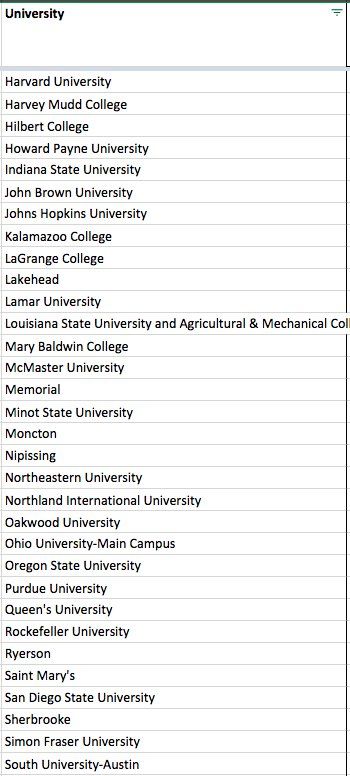 University
Harvard University
Harvey Mudd College
Hilbert College
Howard Payne University
Indiana State University
John Brown University
Johns Hopkins University
Kalamazoo College
LaGrange College
Lakehead
Lamar University
Louisiana State University and Agricultural & Mechanical Col
Mary Baldwin College
McMaster University
Memorial
Minot State University
Moncton
Nipissing
Northeastern University
Northland International University
Oakwood University
Ohio University-Main Campus
Oregon State University
Purdue University
Queen's University
Rockefeller University
Ryerson
Saint Mary's
San Diego State University
Sherbrooke
Simon Fraser University
South University-Austin